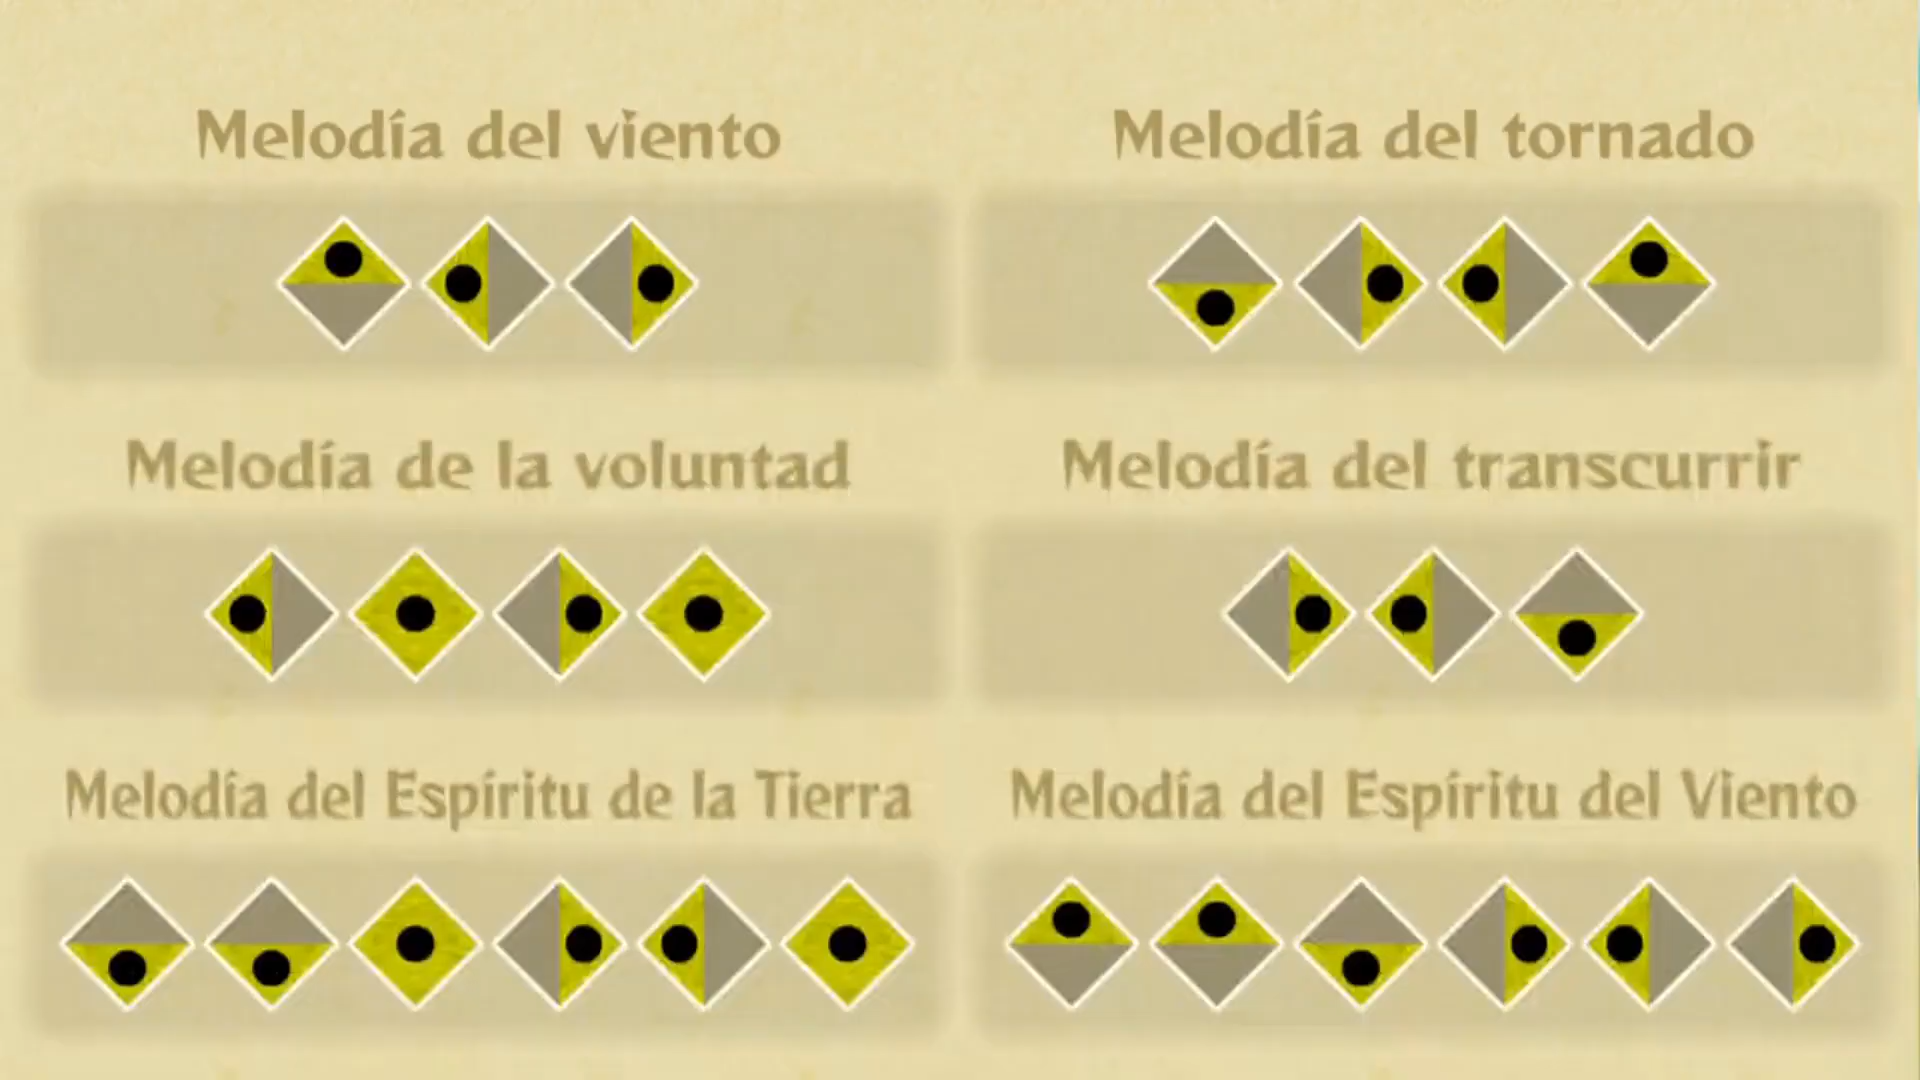 Melodía del viento
Melodía del tornado
Melodía de la voluntad
Melodía del transcurrir
Melodía del Espíritu de la Tierra
Melodía del Espíritu del Viento